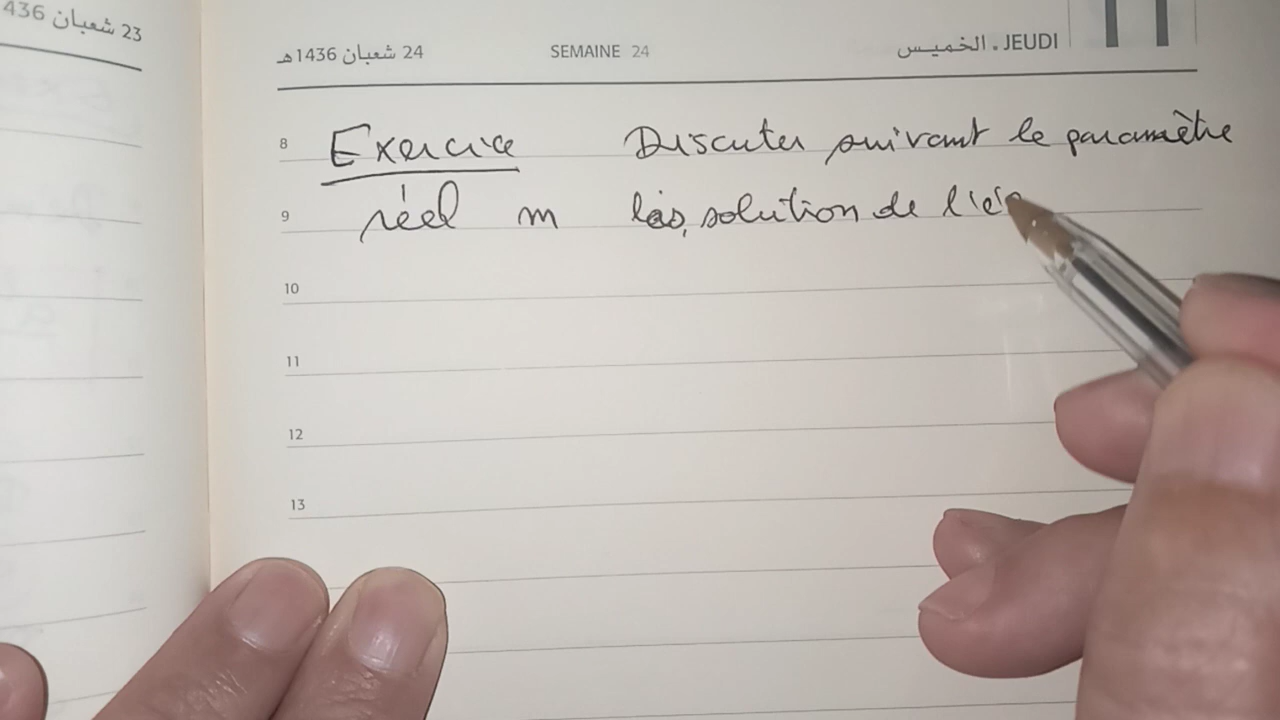 436 شعبان 23
24 شعبان 1436هـ SEMAINE 24 الخميس . JEUDI 11
8 Exercice Discuter suivant le paramètre
9 réel m les solution de l'é
10
11
12
13